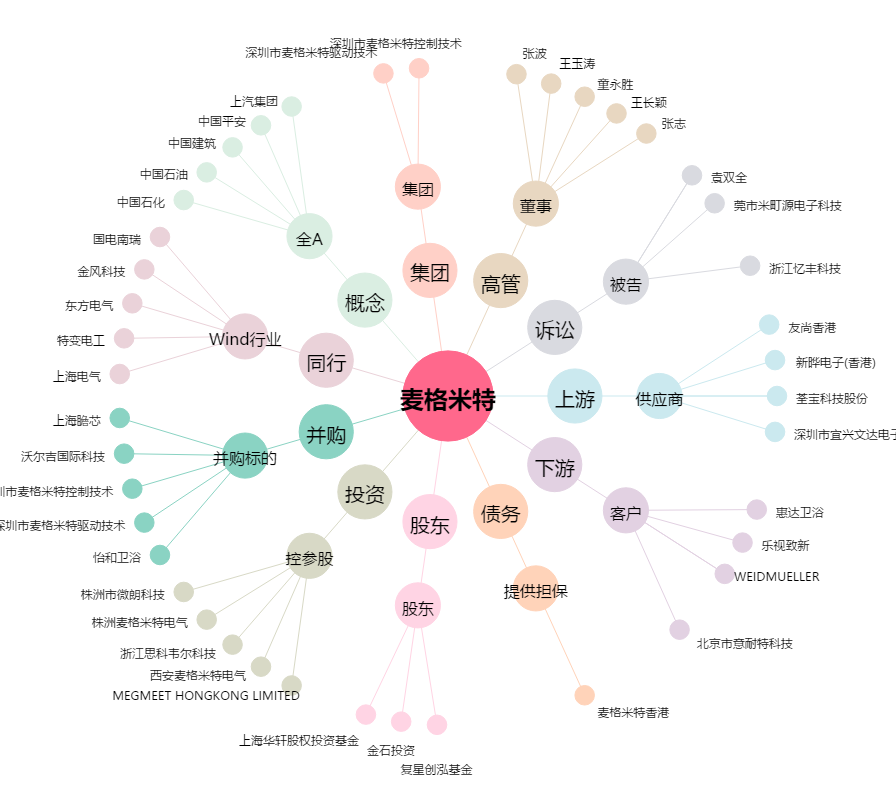 深圳市麦格米特控制技术
深圳市麦格米特驱动技术
集团
集团
张波
王玉涛
童永胜
王长颖
张志
董事
高管
袁双全
莞市米町源电子科技
浙江忆丰科技
被告
诉讼
友尚香港
新晔电子(香港)
荃宝科技股份
深圳市宜兴文达电子
供应商
上游
惠达卫浴
乐视致新
WEIDMUELLER
北京市意耐特科技
客户
下游
麦格米特香港
提供担保
债务
复星创泓基金
金石投资
上海华轩股权投资基金
股东
股东
MEGMEET HONGKONG LIMITED
西安麦格米特电气
浙江思科韦尔科技
株洲麦格米特电气
株洲市微朗科技
控参股
投资
怡和卫浴
深圳市麦格米特驱动技术
圳市麦格米特控制技术
沃尔吉国际科技
上海脆芯
并购标的
并购
上海电气
特变电工
东方电气
金风科技
国电南瑞
Wind行业
同行
中国石化
中国石油
中国建筑
中国平安
上汽集团
全A
概念
麦格米特